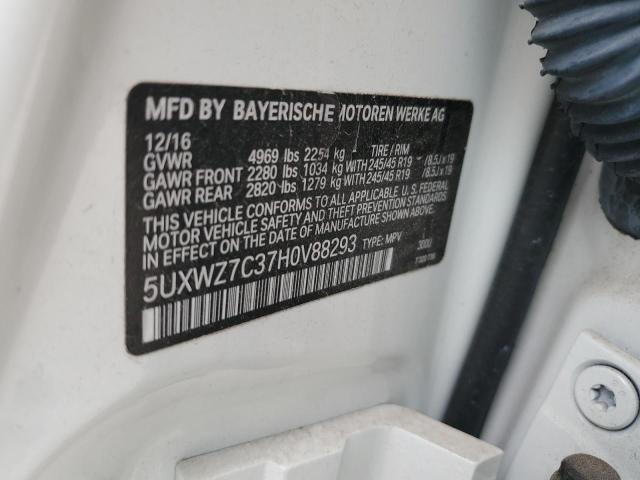 MFD BY BAYERISCHE MOTOREN WERKE AG
12/16
GVWR 4969 lbs 2254 kg TIRE / RIM
GAWR FRONT 2280 lbs 1034 kg WITH 245/45 R19 /8.5J x 19
GAWR REAR 2820 lbs 1279 kg WITH 245/45 R19 /8.5J x 19
THIS VEHICLE CONFORMS TO ALL APPLICABLE U. S. FEDERAL
MOTOR VEHICLE SAFETY AND THEFT PREVENTION STANDARDS
IN EFFECT ON THE DATE OF MANUFACTURE SHOWN ABOVE.
5UXWZ7C37H0V88293 TYPE: MPV 300U